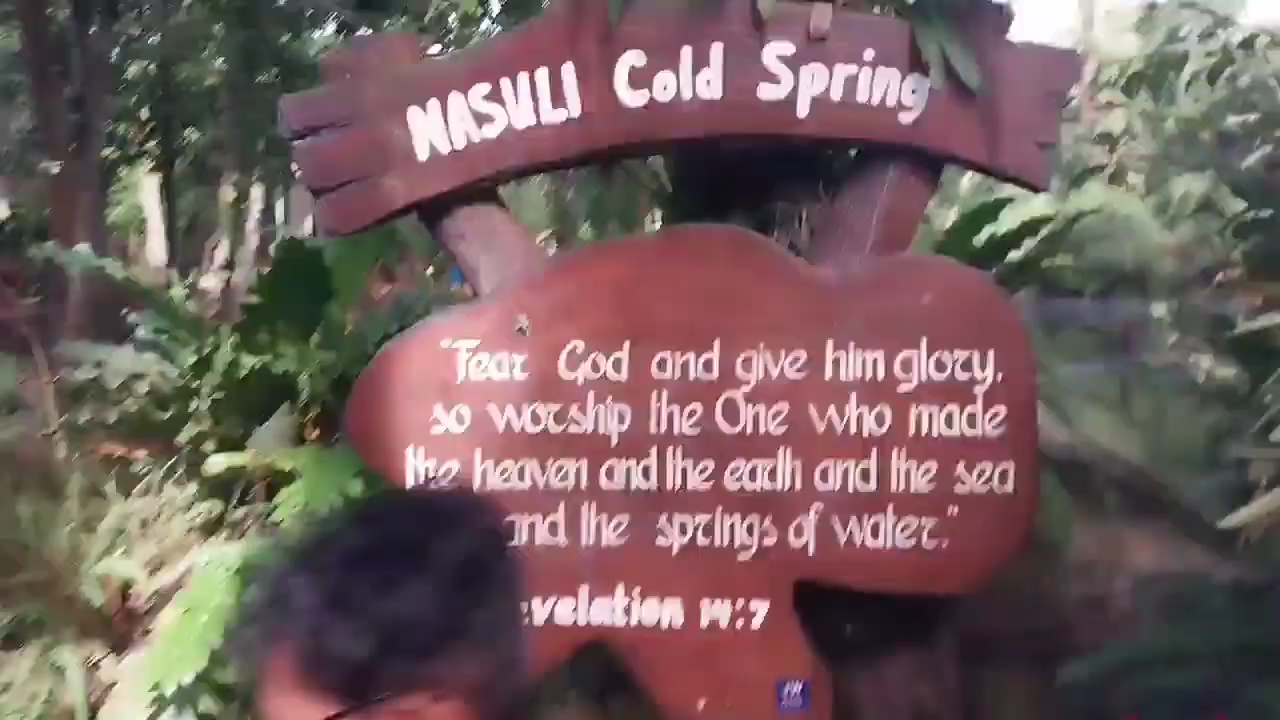 NASULI Cold Spring
"Fear God and give him glory,
so worship the One who made
the heaven and the earth and the sea
and the springs of water."
velation 14:7